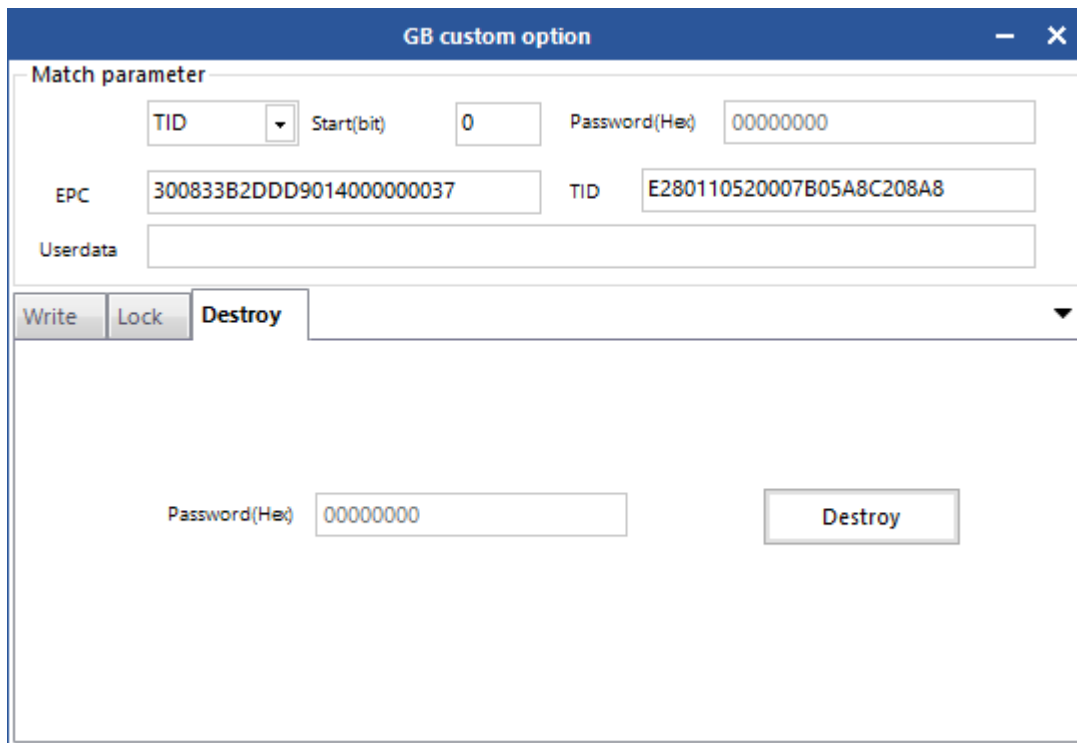 GB custom option
Match parameter
TID Start(bit) 0 Password(Hex) 00000000
EPC 300833B2DDD9014000000037 TID E280110520007B05A8C208A8
Userdata
Write Lock Destroy
Password(Hex) 00000000 Destroy